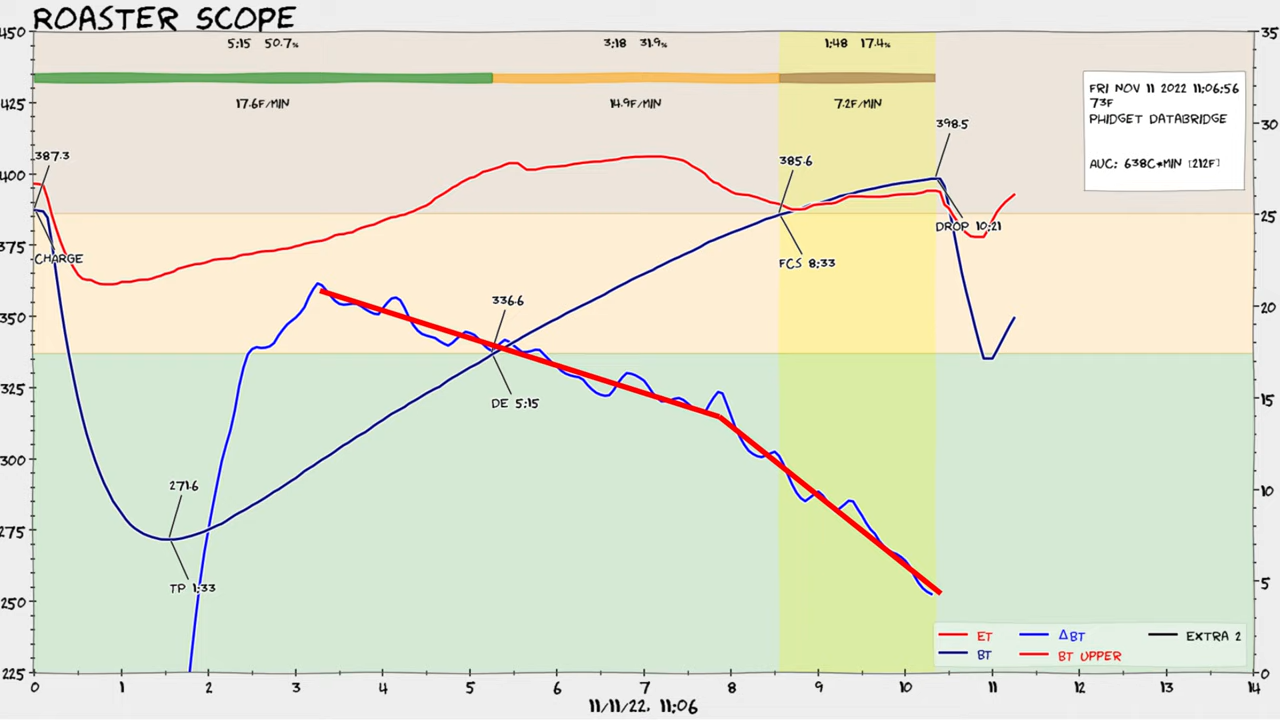 ROASTER SCOPE
5:15 50.7% 3:18 31.9% 1:48 17.4%
17.6F/MIN 14.9F/MIN 7.2F/MIN
FRI NOV 11 2022 11:06:56
73F
PHIDGET DATABRIDGE
AUC: 638C*MIN [212F]
450
425
400
375
350
325
300
275
250
225
35
30
25
20
15
10
5
0
387.3
CHARGE
271.6
TP 1:33
336.6
DE 5:15
385.6
FCS 8:33
398.5
DROP 10:21
ET ΔBT EXTRA 2
BT BT UPPER
0 1 2 3 4 5 6 7 8 9 10 11 12 13 14
11/11/22, 11:06